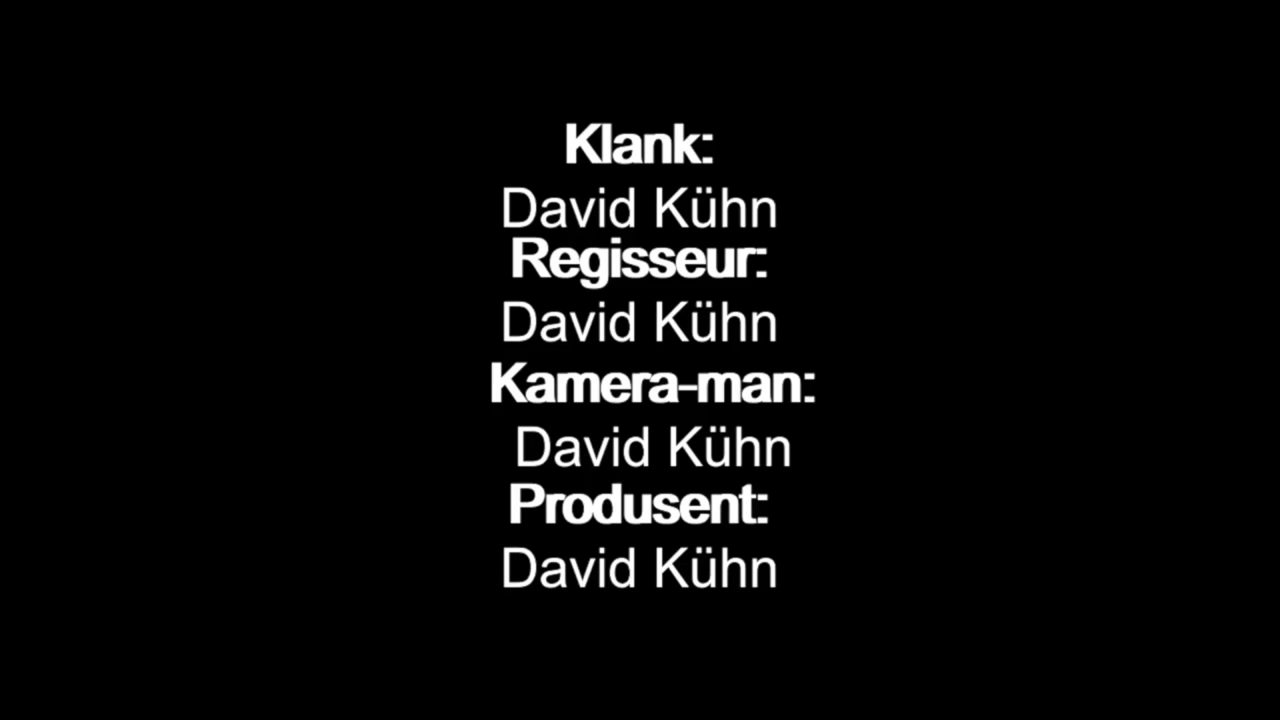 Klank:
David Kühn
Regisseur:
David Kühn
Kamera-man:
David Kühn
Produsent:
David Kühn